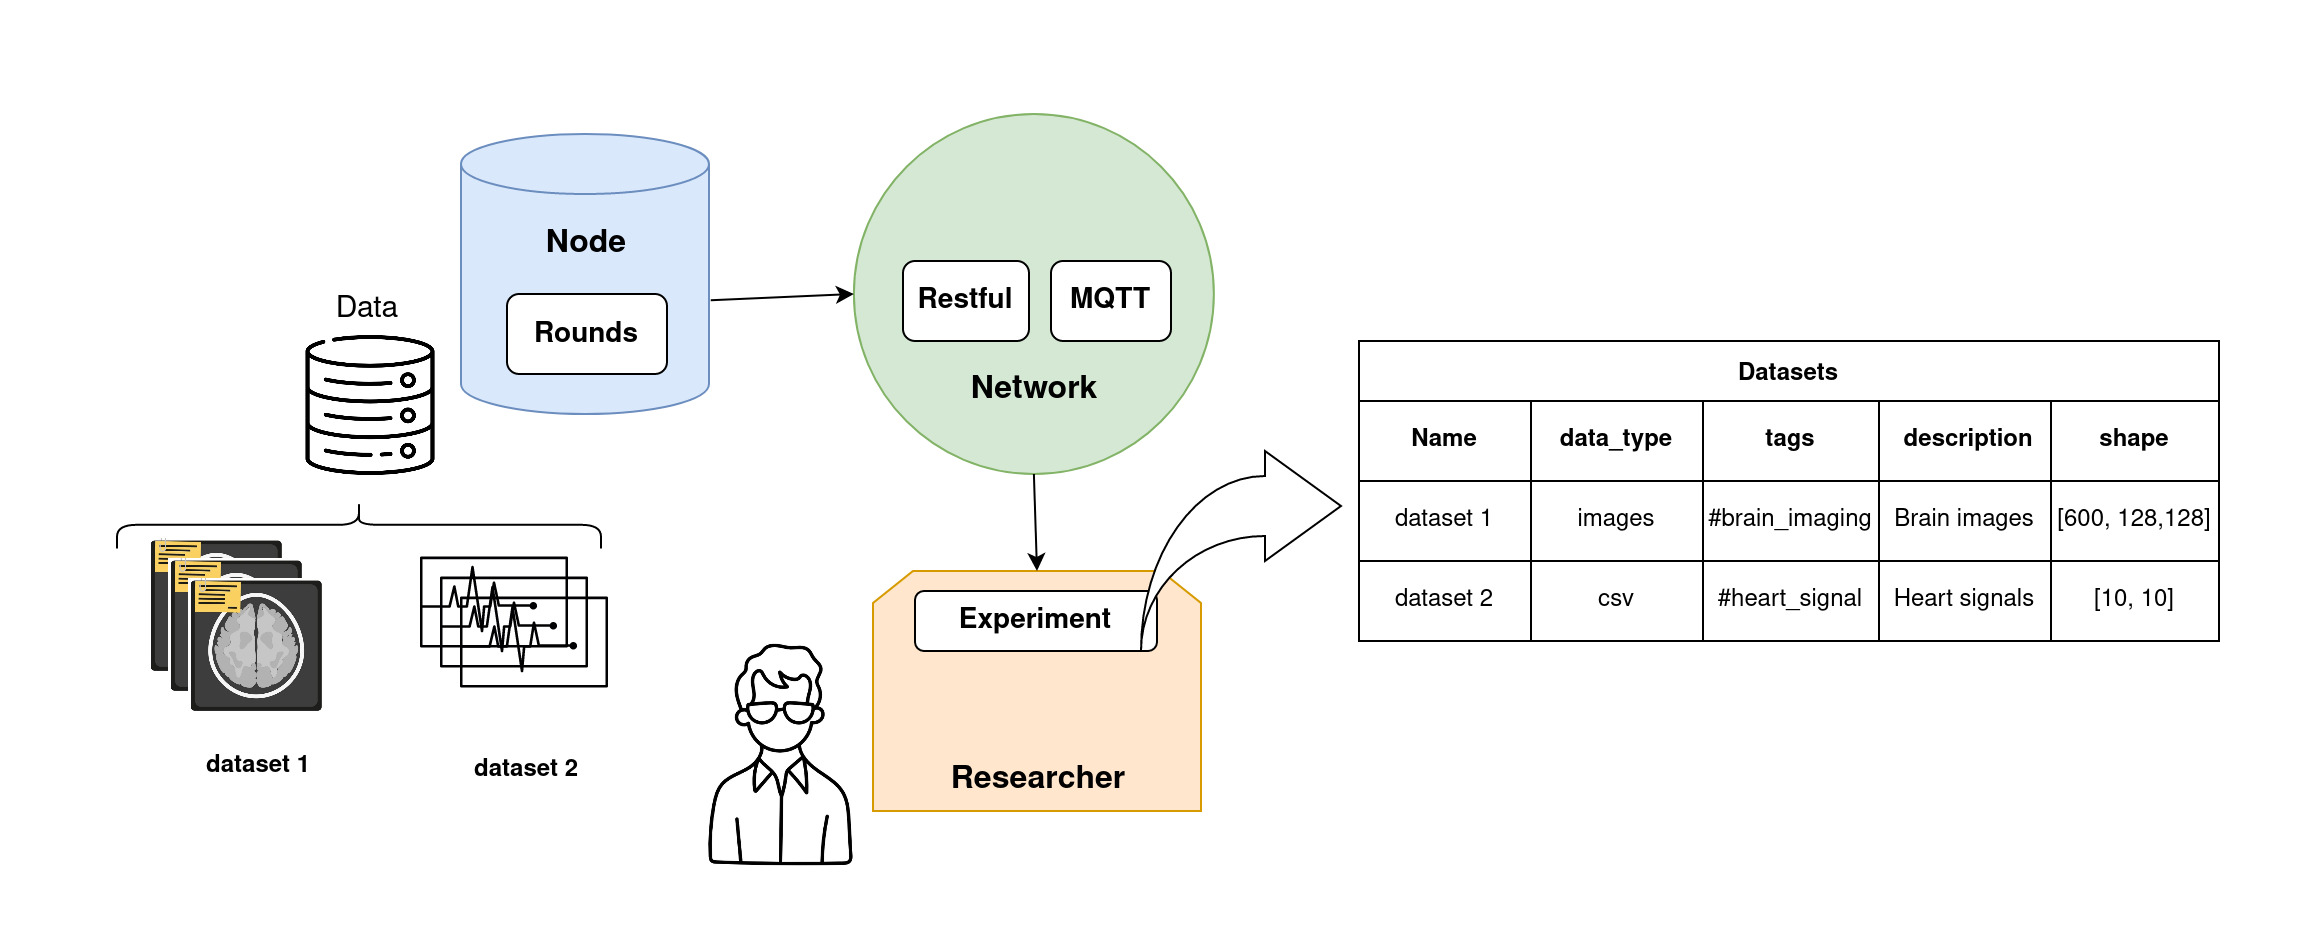 Node
Rounds
Data
Restful
MQTT
Network
dataset 1
dataset 2
Experiment
Researcher
Datasets
Name data_type tags description shape
dataset 1 images #brain_imaging Brain images [600, 128,128]
dataset 2 csv #heart_signal Heart signals [10, 10]